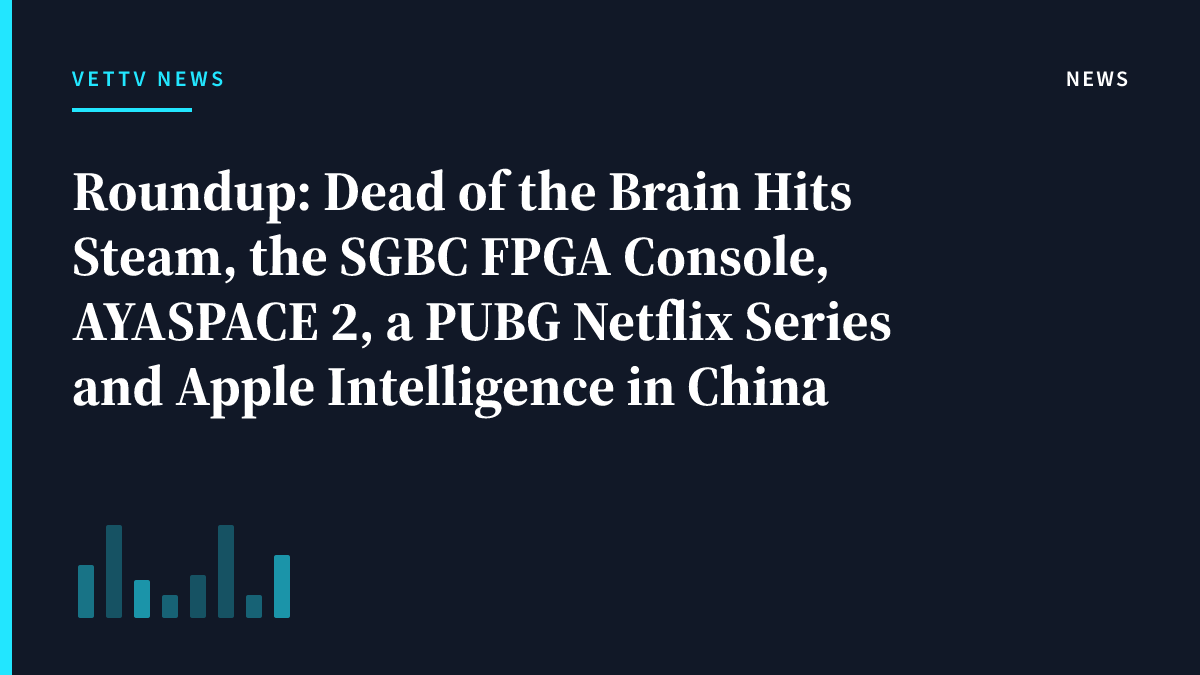 VETTV NEWS
NEWS
Roundup: Dead of the Brain Hits
Steam, the SGBC FPGA Console,
AYASPACE 2, a PUBG Netflix Series
and Apple Intelligence in China